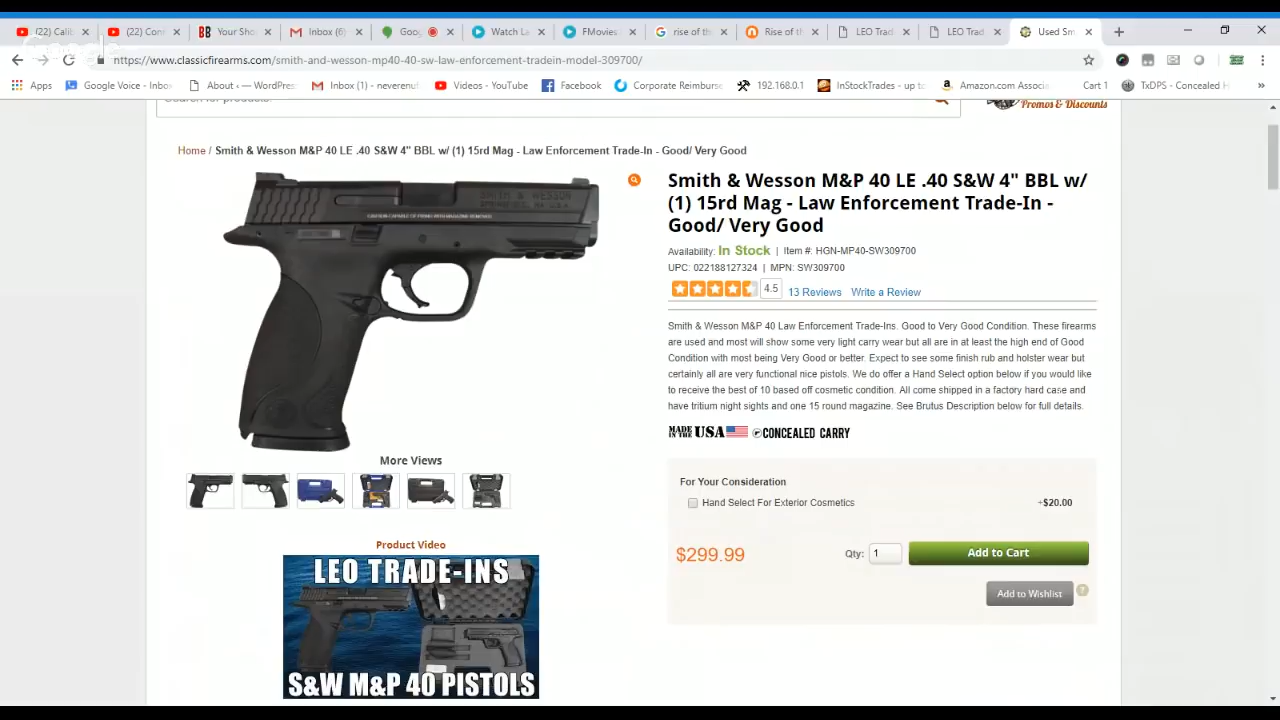 (22) Calib
(22) Com
Your Sho
Inbox (6)
Goog
Watch
FMovies
rise of the
Rise of th
LEO Trad
LEO Trad
Used Sm
https://www.classicfirearms.com/smith-and-wesson-mp40-40-sw-law-enforcement-tradein-model-309700/
Apps
Google Voice - Inbox
About ‹ — WordPress
Inbox (1) - neverenuf
Videos - YouTube
Facebook
Corporate Reimburse
192.168.0.1
InStockTrades - up to
Amazon.com Associa
Cart 1
TxDPS - Concealed H
»
Search for products..
Promos & Discounts
Home / Smith & Wesson M&P 40 LE .40 S&W 4" BBL w/ (1) 15rd Mag - Law Enforcement Trade-In - Good/ Very Good
SMITH & WESSON
Smith & Wesson M&P 40 LE .40 S&W 4" BBL w/
(1) 15rd Mag - Law Enforcement Trade-In -
Good/ Very Good
Availability: In Stock | Item #: HGN-MP40-SW309700
UPC: 022188127324 | MPN: SW309700
4.5 13 Reviews Write a Review
Smith & Wesson M&P 40 Law Enforcement Trade-Ins. Good to Very Good Condition. These firearms
are used and most will show some very light carry wear but all are in at least the high end of Good
Condition with most being Very Good or better. Expect to see some finish rub and holster wear but
certainly all are very functional nice pistols. We do offer a Hand Select option below if you would like
to receive the best of 10 based off cosmetic condition. All come shipped in a factory hard case and
have tritium night sights and one 15 round magazine. See Brutus Description below for full details.
MADE IN THE USA CONCEALED CARRY
More Views
For Your Consideration
Hand Select For Exterior Cosmetics +$20.00
$299.99 Qty: 1 Add to Cart
Add to Wishlist ?
Product Video
LEO TRADE-INS
S&W M&P 40 PISTOLS